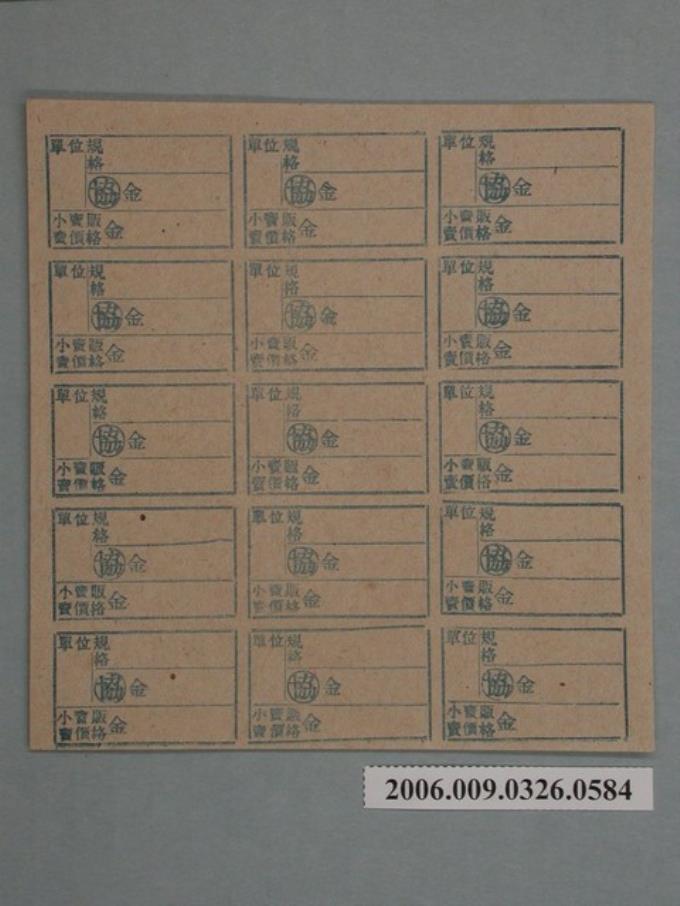 單位規
格
協金
小賣販
賣價格金
單位規
格
協金
小賣販
賣價格金
單位規
格
協金
小賣販
賣價格金
單位規
格
協金
小賣販
賣價格金
單位規
格
協金
小賣販
賣價格金
單位規
格
協金
小賣販
賣價格金
單位規
格
協金
小賣販
賣價格金
單位規
格
協金
小賣販
賣價格金
單位規
格
協金
小賣販
賣價格金
單位規
格
協金
小賣販
賣價格金
單位規
格
協金
小賣販
賣價格金
單位規
格
協金
小賣販
賣價格金
單位規
格
協金
小賣販
賣價格金
單位規
格
協金
小賣販
賣價格金
單位規
格
協金
小賣販
賣價格金
2006.009.0326.0584